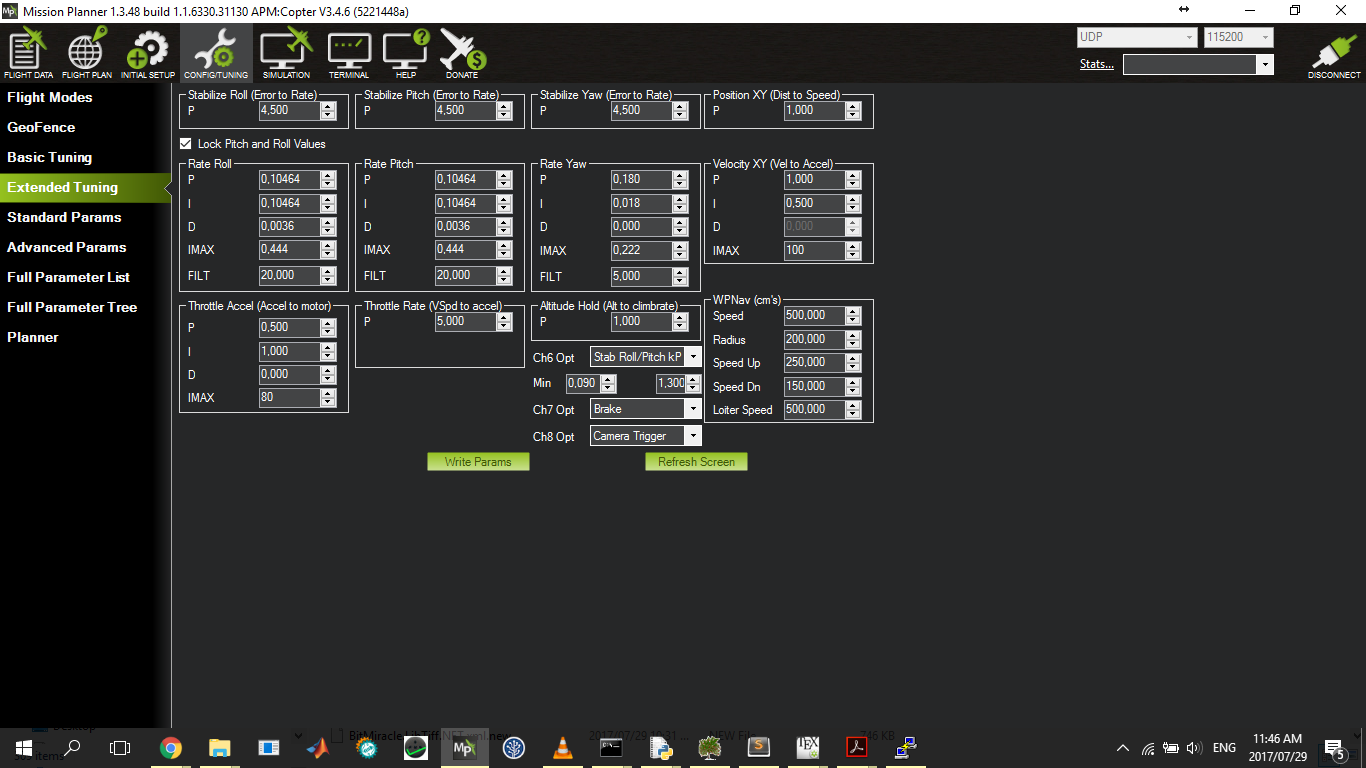 Mission Planner 1.3.48 build 1.1.6330.31130 APM:Copter V3.4.6 (5221448a)
FLIGHT DATA FLIGHT PLAN INITIAL SETUP CONFIG/TUNING SIMULATION TERMINAL HELP DONATE
UDP 115200
Stats...
DISCONNECT
Flight Modes
GeoFence
Basic Tuning
Extended Tuning
Standard Params
Advanced Params
Full Parameter List
Full Parameter Tree
Planner
Stabilize Roll (Error to Rate)
P 4,500
Stabilize Pitch (Error to Rate)
P 4,500
Stabilize Yaw (Error to Rate)
P 4,500
Position XY (Dist to Speed)
P 1,000
Lock Pitch and Roll Values
Rate Roll
P 0,10464
I 0,10464
D 0,0036
IMAX 0,444
FILT 20,000
Rate Pitch
P 0,10464
I 0,10464
D 0,0036
IMAX 0,444
FILT 20,000
Rate Yaw
P 0,180
I 0,018
D 0,000
IMAX 0,222
FILT 5,000
Velocity XY (Vel to Accel)
P 1,000
I 0,500
D 0,000
IMAX 100
Throttle Accel (Accel to motor)
P 0,500
I 1,000
D 0,000
IMAX 80
Throttle Rate (VSpd to accel)
P 5,000
Altitude Hold (Alt to climbrate)
P 1,000
Ch6 Opt Stab Roll/Pitch kP
Min 0,090 1,300
Ch7 Opt Brake
Ch8 Opt Camera Trigger
WPNav (cm's)
Speed 500,000
Radius 200,000
Speed Up 250,000
Speed Dn 150,000
Loiter Speed 500,000
Write Params
Refresh Screen
ENG
11:46 AM
2017/07/29
5